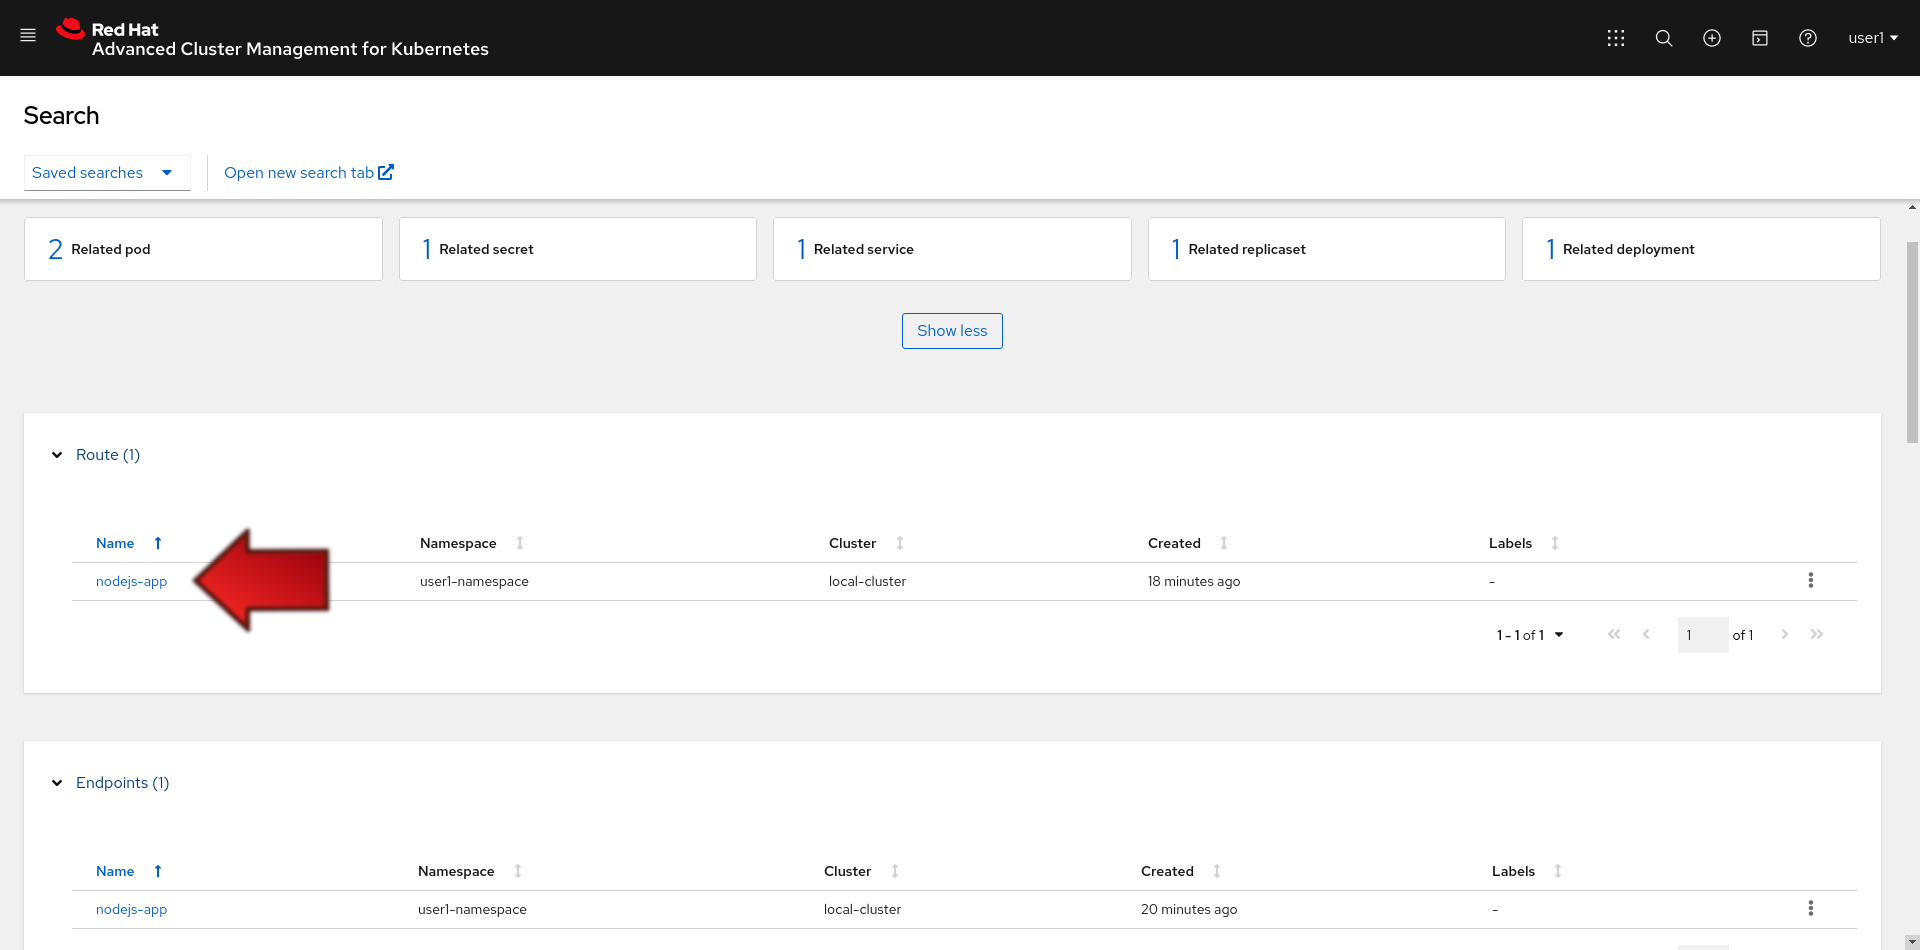 Red Hat
Advanced Cluster Management for Kubernetes
user1
Search
Saved searches
Open new search tab
2 Related pod
1 Related secret
1 Related service
1 Related replicaset
1 Related deployment
Show less
Route (1)
Name Namespace Cluster Created Labels
nodejs-app user1-namespace local-cluster 18 minutes ago -
1 - 1 of 1 1 of 1
Endpoints (1)
Name Namespace Cluster Created Labels
nodejs-app user1-namespace local-cluster 20 minutes ago -